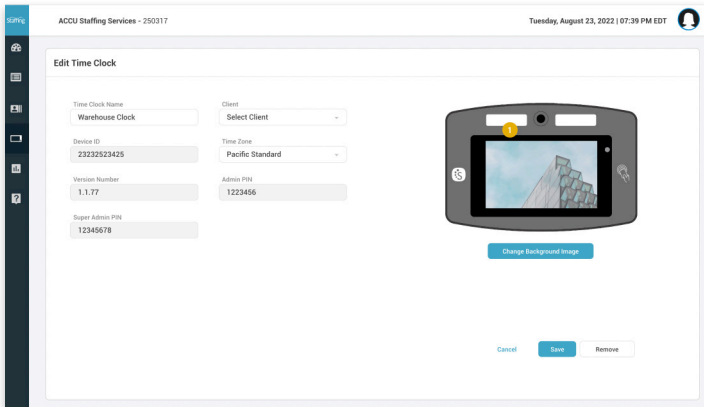 ACCU Staffing Services - 250317
Tuesday, August 23, 2022 | 07:39 PM EDT
Edit Time Clock
Time Clock Name
Client
Warehouse Clock
Select Client
Device ID
Time Zone
23232523425
Pacific Standard
Version Number
Admin PIN
1.1.77
1223456
Super Admin PIN
12345678
1
Change Background Image
Cancel
Save
Remove
?